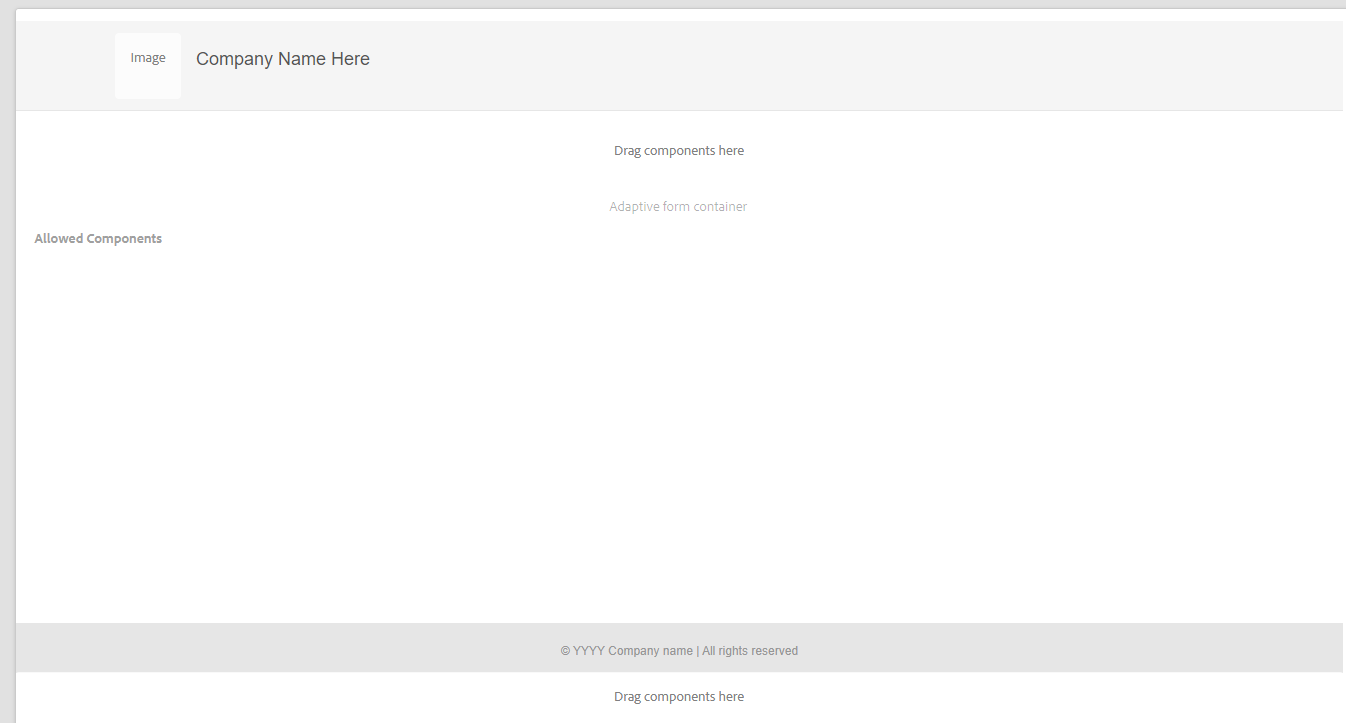 Image
Company Name Here
Drag components here
Adaptive form container
Allowed Components
© YYYY Company name | All rights reserved
Drag components here